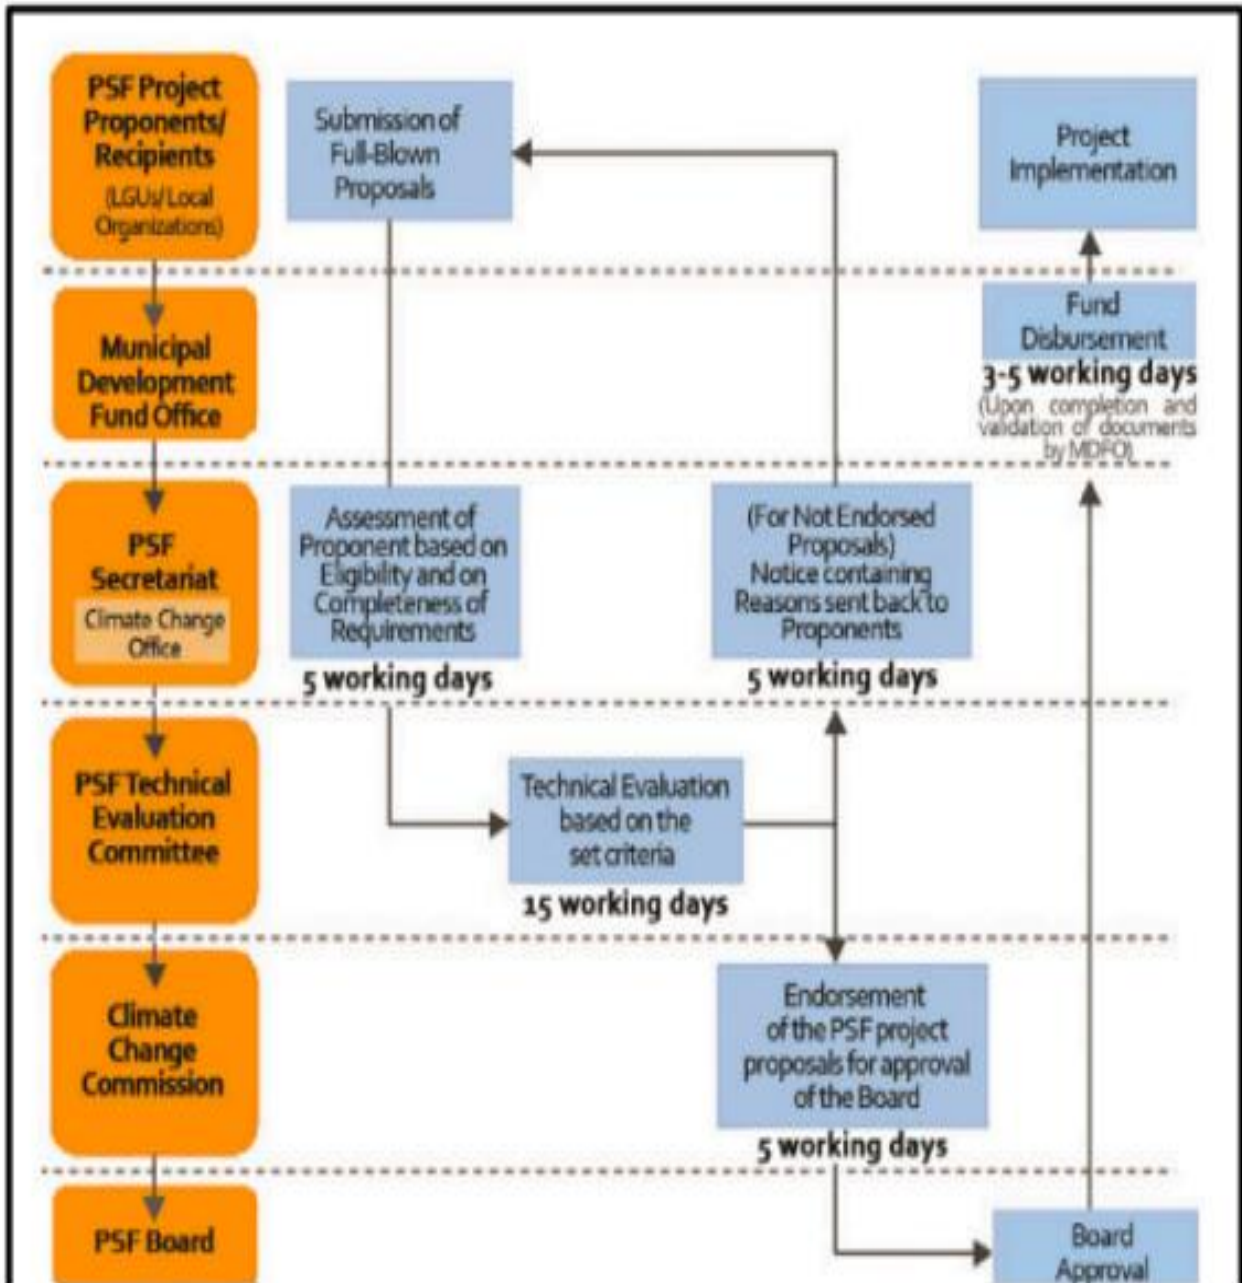 PSF Project
Proponents/
Recipients
(LGUs/ Local
Organizations)
Submission of
Full-Blown
Proposals
Project
Implementation
Municipal
Development
Fund Office
Fund
Disbursement
3-5 working days
(Upon completion and
validation of documents
by MDFO)
PSF
Secretariat
Climate Change
Office
Assessment of
Proponent based on
Eligibility and on
Completeness of
Requirements
5 working days
(For Not Endorsed
Proposals)
Notice containing
Reasons sent back to
Proponents
5 working days
PSF Technical
Evaluation
Committee
Technical Evaluation
based on the
set criteria
15 working days
Climate
Change
Commission
Endorsement
of the PSF project
proposals for approval
of the Board
5 working days
PSF Board
Board
Approval